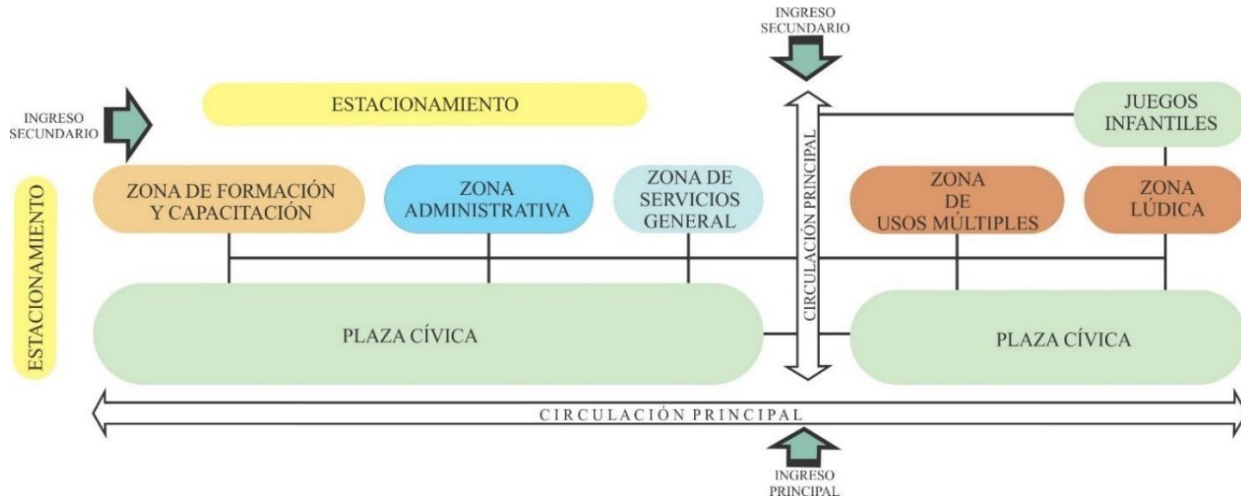 INGRESO
SECUNDARIO
ESTACIONAMIENTO
JUEGOS
INFANTILES
INGRESO
SECUNDARIO
ESTACIONAMIENTO
ZONA DE FORMACIÓN
Y CAPACITACIÓN
ZONA
ADMINISTRATIVA
ZONA DE
SERVICIOS
GENERAL
CIRCULACIÓN PRINCIPAL
ZONA
DE
USOS MÚLTIPLES
ZONA
LÚDICA
PLAZA CÍVICA
PLAZA CÍVICA
CIRCULACIÓN PRINCIPAL
INGRESO
PRINCIPAL